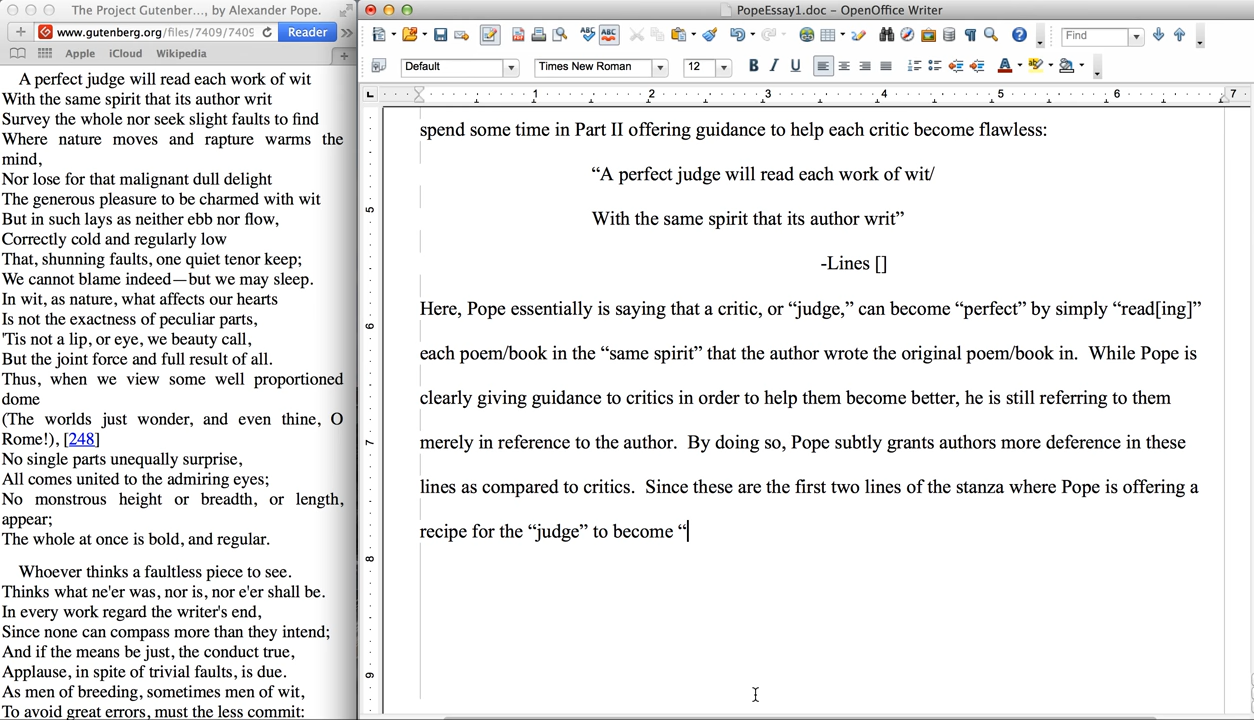 The Project Gutenber..., by Alexander Pope.
www.gutenberg.org/files/7409/7409
Reader
Apple iCloud Wikipedia
A perfect judge will read each work of wit
With the same spirit that its author writ
Survey the whole nor seek slight faults to find
Where nature moves and rapture warms the
mind,
Nor lose for that malignant dull delight
The generous pleasure to be charmed with wit
But in such lays as neither ebb nor flow,
Correctly cold and regularly low
That, shunning faults, one quiet tenor keep;
We cannot blame indeed—but we may sleep.
In wit, as nature, what affects our hearts
Is not the exactness of peculiar parts,
'Tis not a lip, or eye, we beauty call,
But the joint force and full result of all.
Thus, when we view some well proportioned
dome
(The worlds just wonder, and even thine, O
Rome!), [248]
No single parts unequally surprise,
All comes united to the admiring eyes;
No monstrous height or breadth, or length,
appear;
The whole at once is bold, and regular.
Whoever thinks a faultless piece to see.
Thinks what ne'er was, nor is, nor e'er shall be.
In every work regard the writer's end,
Since none can compass more than they intend;
And if the means be just, the conduct true,
Applause, in spite of trivial faults, is due.
As men of breeding, sometimes men of wit,
To avoid great errors, must the less commit:
PopeEssay1.doc - OpenOffice Writer
Find
Default Times New Roman 12 B I U
1 2 3 4 5 6 7
spend some time in Part II offering guidance to help each critic become flawless:
“A perfect judge will read each work of wit/
With the same spirit that its author writ”
-Lines []
Here, Pope essentially is saying that a critic, or “judge,” can become “perfect” by simply “read[ing]”
each poem/book in the “same spirit” that the author wrote the original poem/book in.  While Pope is
clearly giving guidance to critics in order to help them become better, he is still referring to them
merely in reference to the author.  By doing so, Pope subtly grants authors more deference in these
lines as compared to critics.  Since these are the first two lines of the stanza where Pope is offering a
recipe for the “judge” to become “
5
6
7
8
9